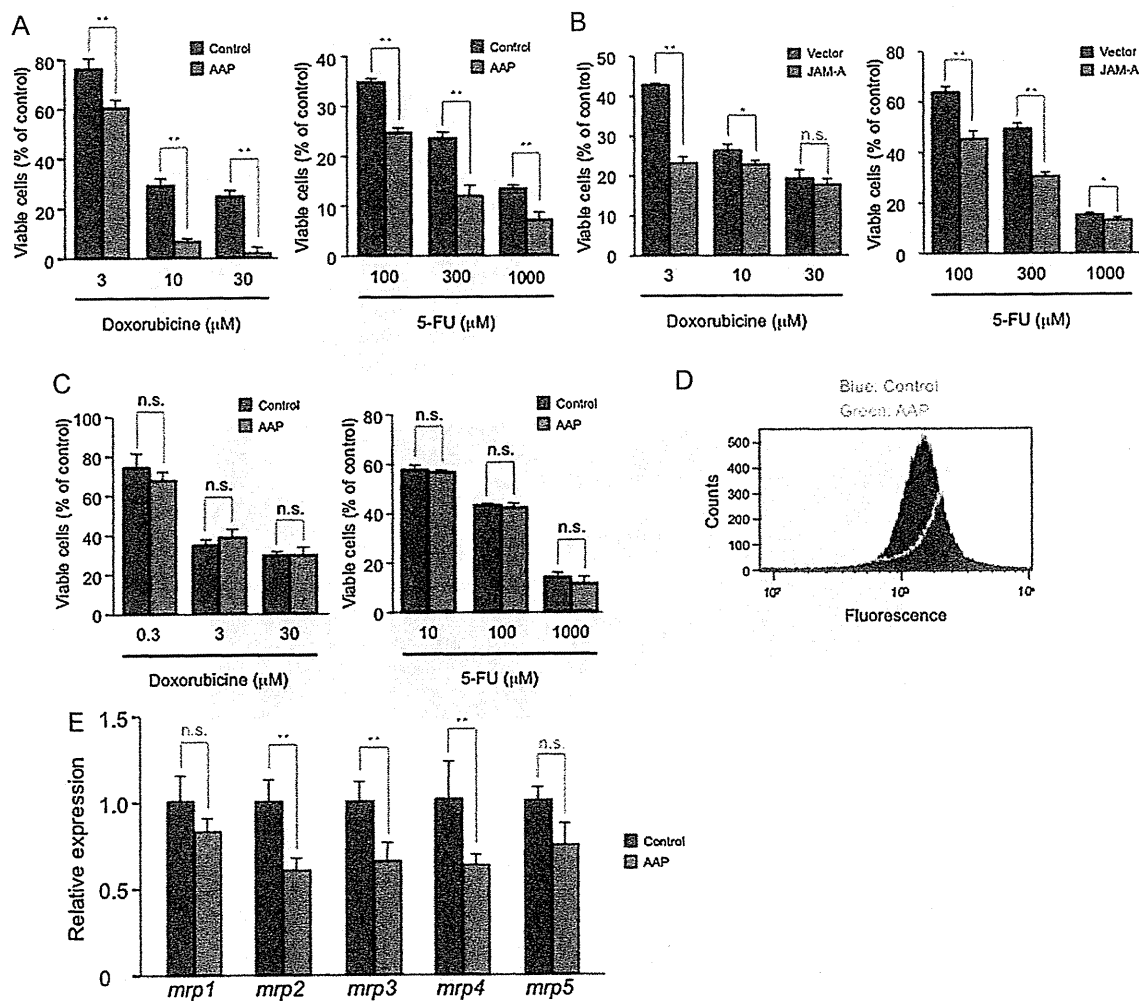 A
Viable cells (% of control)
80
60
40
20
0
**
**
**
Control
AAP
3 10 30
Doxorubicine (μM)
Viable cells (% of control)
40
30
20
10
0
**
**
**
Control
AAP
100 300 1000
5-FU (μM)
B
Viable cells (% of control)
50
40
30
20
10
0
**
*
n.s.
Vector
JAM-A
3 10 30
Doxorubicine (μM)
Viable cells (% of control)
80
60
40
20
0
**
**
*
Vector
JAM-A
100 300 1000
5-FU (μM)
C
Viable cells (% of control)
100
80
60
40
20
0
n.s.
n.s.
n.s.
Control
AAP
0.3 3 30
Doxorubicine (μM)
Viable cells (% of control)
80
60
40
20
0
n.s.
n.s.
n.s.
Control
AAP
10 100 1000
5-FU (μM)
D
Blue: Control
Green: AAP
Counts
500
400
300
200
100
0
Fluorescence
E
Relative expression
1.5
1.0
0.5
0
n.s.
**
**
**
n.s.
Control
AAP
mrp1 mrp2 mrp3 mrp4 mrp5